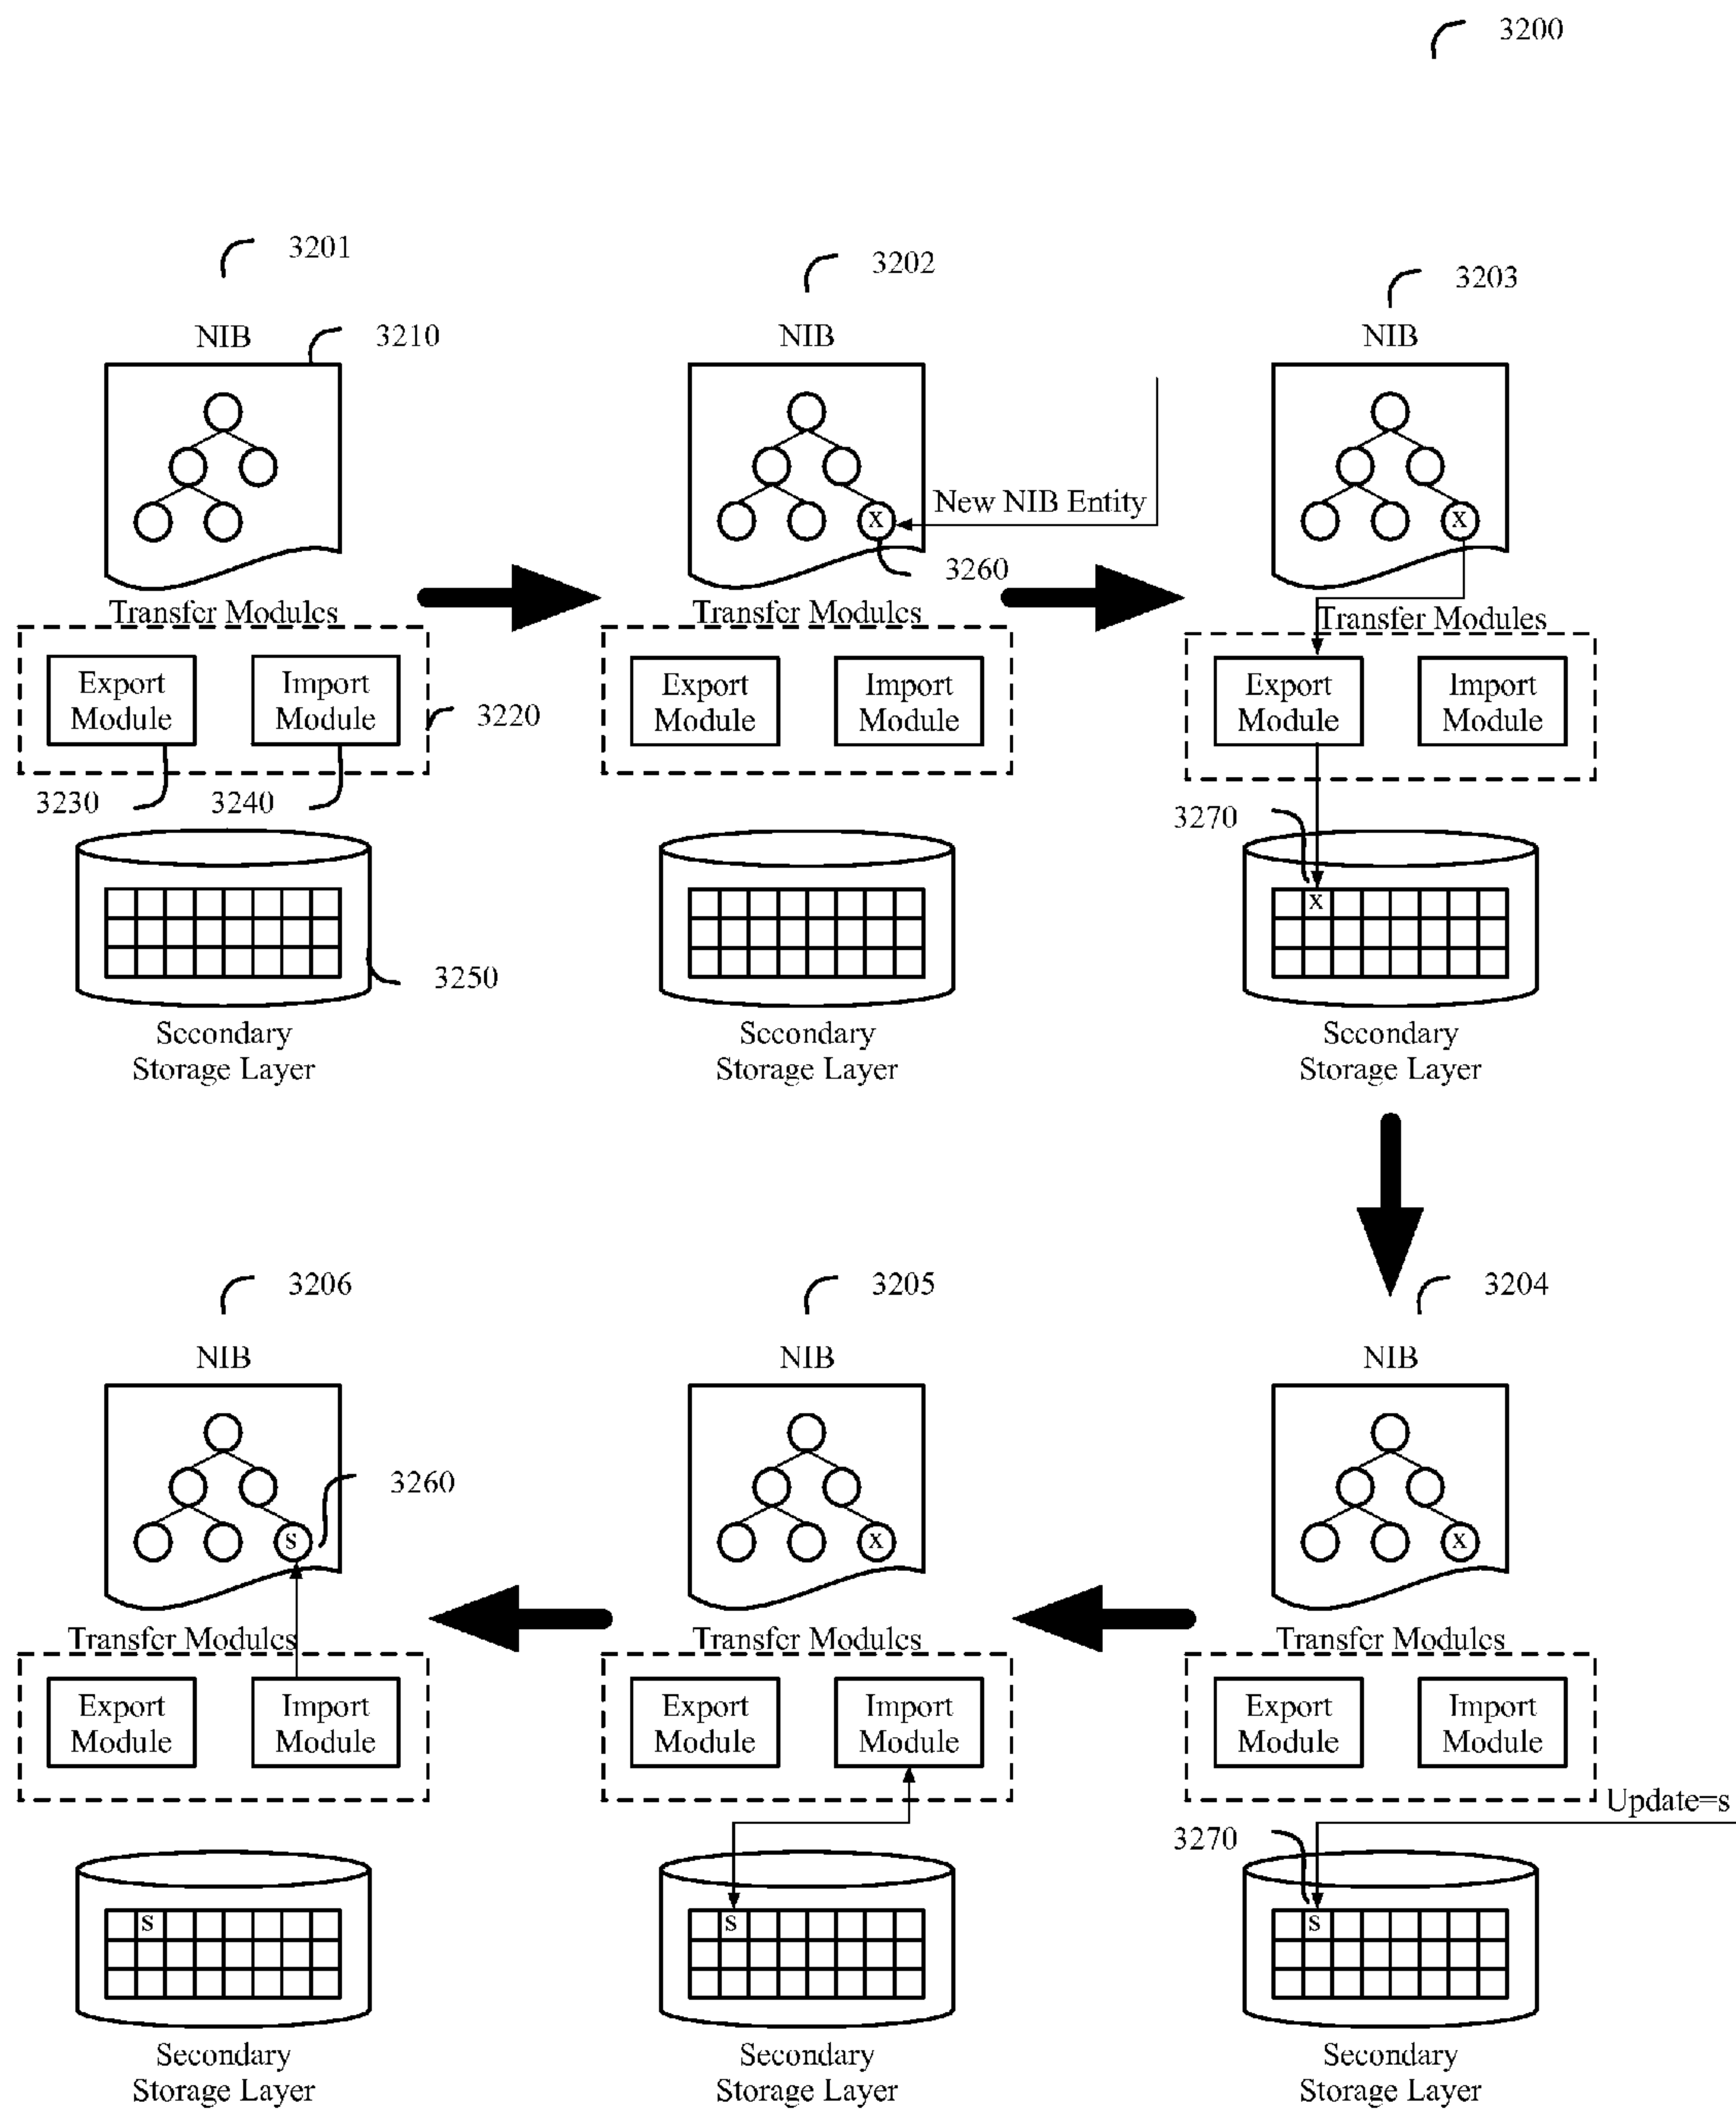 3200
3201
3202
3203
NIB
3210
NIB
NIB
X
New NIB Entity
X
3260
Transfer Modules
Transfer Modules
Transfer Modules
Export
Module
Import
Module
3220
Export
Module
Import
Module
Export
Module
Import
Module
3230
3240
3270
X
3250
Secondary
Storage Layer
Secondary
Storage Layer
Secondary
Storage Layer
3206
3205
3204
NIB
NIB
NIB
3260
s
X
X
Transfer Modules
Transfer Modules
Transfer Modules
Export
Module
Import
Module
Export
Module
Import
Module
Export
Module
Import
Module
Update=s
3270
s
s
s
Secondary
Storage Layer
Secondary
Storage Layer
Secondary
Storage Layer